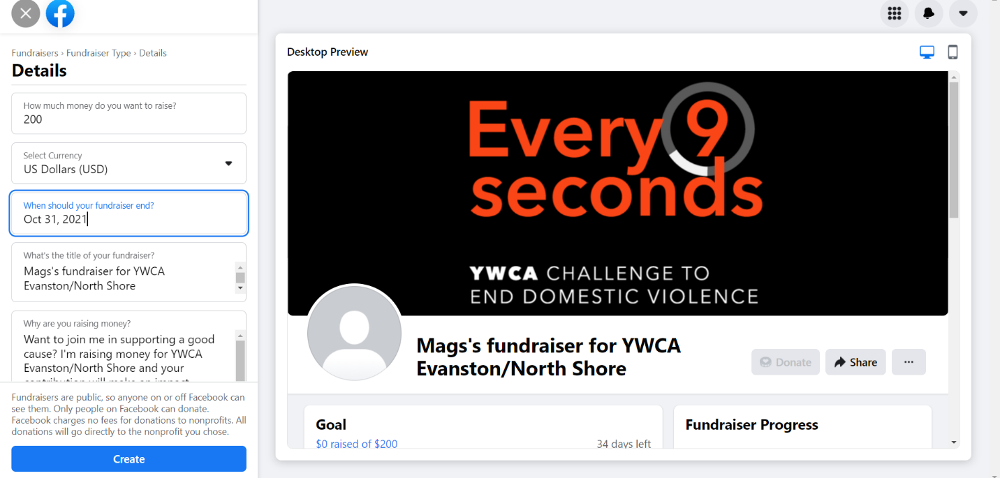 Fundraisers › Fundraiser Type › Details
Details
How much money do you want to raise?
200
Select Currency
US Dollars (USD)
When should your fundraiser end?
Oct 31, 2021
What's the title of your fundraiser?
Mags's fundraiser for YWCA
Evanston/North Shore
Why are you raising money?
Want to join me in supporting a good
cause? I'm raising money for YWCA
Evanston/North Shore and your
contribution will make an impact
Fundraisers are public, so anyone on or off Facebook can
see them. Only people on Facebook can donate.
Facebook charges no fees for donations to nonprofits. All
donations will go directly to the nonprofit you chose.
Create
Desktop Preview
Every 9
seconds
YWCA CHALLENGE TO
END DOMESTIC VIOLENCE
Mags's fundraiser for YWCA
Evanston/North Shore
Donate
Share
Goal
$0 raised of $200
34 days left
Fundraiser Progress